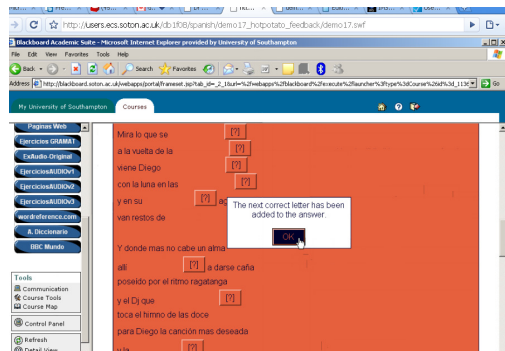 http://users.ecs.soton.ac.uk/db1f08/spanish/demo17_hotpotato_feedback/demo17.swf
Blackboard Academic Suite - Microsoft Internet Explorer provided by University of Southampton
File Edit View Favorites Tools Help
Back Search Favorites
Address Go
My University of Southampton Courses
Paginas Web
Ejercicios GRAMAT
ExAudio-Original
EjerciciosAUDIOv1
EjerciciosAUDIOv2
EjerciciosAUDIOv3
wordreference.com
A. Diccionario
BBC Mundo
Tools
Communication
Course Tools
Course Map
Control Panel
Refresh
Detail View
Mira lo que se [?]
a la vuelta de la [?]
viene Diego [?]
con la luna en las [?]
y en su [?]
van restos de
Y donde mas no cabe un alma
alli [?] a darse caña
poseido por el ritmo ragatanga
y el Dj que [?]
toca el himno de las doce
para Diego la canción mas deseada
y la [?]
The next correct letter has been
added to the answer.
OK